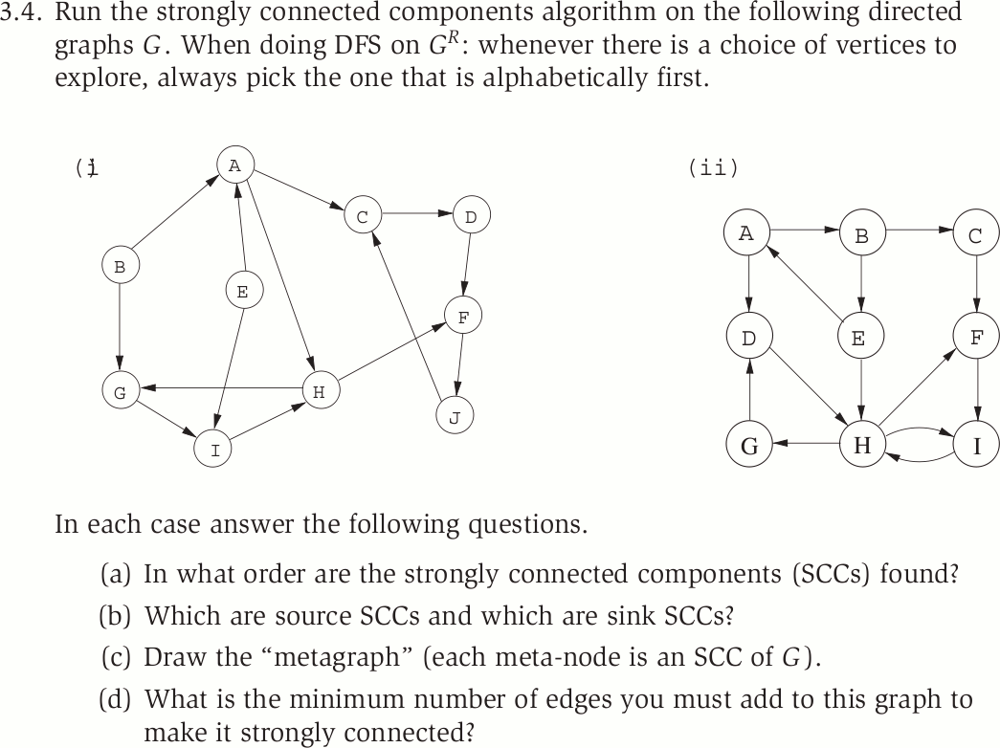 3.4. Run the strongly connected components algorithm on the following directed
graphs G. When doing DFS on G^R: whenever there is a choice of vertices to
explore, always pick the one that is alphabetically first.
(i) (ii)
A
C D
B
E
F
G H
J
I
A B C
D E F
G H I
In each case answer the following questions.
(a) In what order are the strongly connected components (SCCs) found?
(b) Which are source SCCs and which are sink SCCs?
(c) Draw the “metagraph” (each meta-node is an SCC of G).
(d) What is the minimum number of edges you must add to this graph to
make it strongly connected?